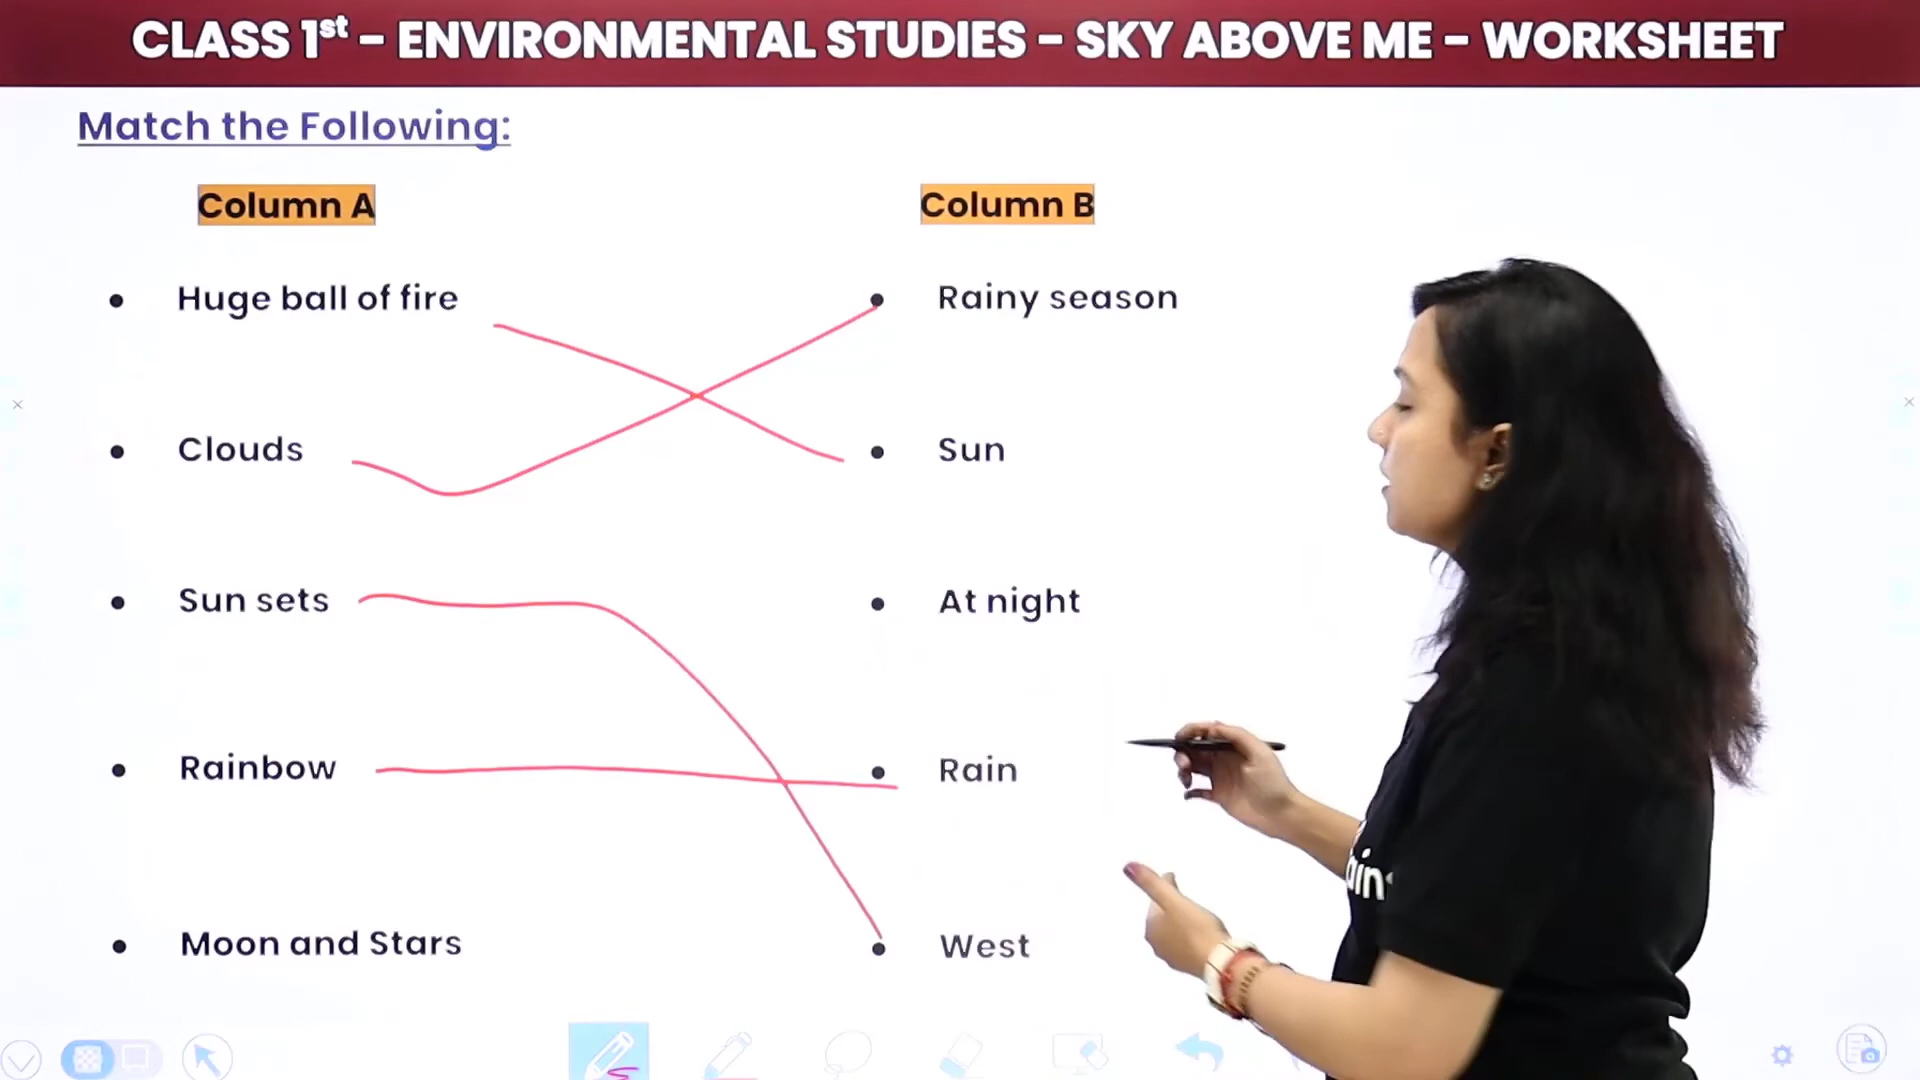 CLASS 1st - ENVIRONMENTAL STUDIES - SKY ABOVE ME - WORKSHEET
Match the Following:
Column A
Column B
Huge ball of fire
Rainy season
Clouds
Sun
Sun sets
At night
Rainbow
Rain
Moon and Stars
West